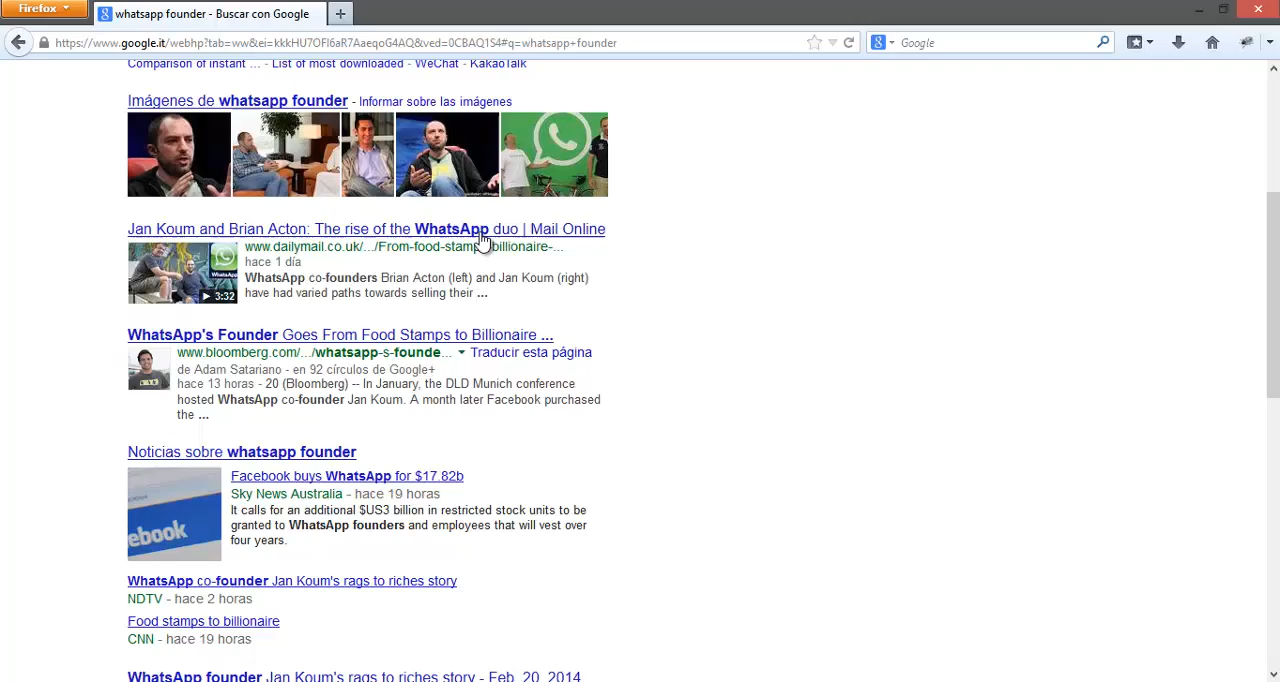 Firefox
whatsapp founder - Buscar con Google
https://www.google.it/webhp?tab=ww&ei=kkkHU7OFI6aR7AaeqoG4AQ&ved=0CBAQ1S4#q=whatsapp+founder
Google
Comparison of instant ... - List of most downloaded - WeChat - KakaoTalk
Imágenes de whatsapp founder - Informar sobre las imágenes
Jan Koum and Brian Acton: The rise of the WhatsApp duo | Mail Online
www.dailymail.co.uk/.../From-food-stamps-billionaire-...
hace 1 día
WhatsApp co-founders Brian Acton (left) and Jan Koum (right)
have had varied paths towards selling their ...
WhatsApp
3:32
WhatsApp's Founder Goes From Food Stamps to Billionaire ...
www.bloomberg.com/.../whatsapp-s-founde... Traducir esta página
de Adam Satariano - en 92 círculos de Google+
hace 13 horas - 20 (Bloomberg) -- In January, the DLD Munich conference
hosted WhatsApp co-founder Jan Koum. A month later Facebook purchased
the ...
Noticias sobre whatsapp founder
ebook
Facebook buys WhatsApp for $17.82b
Sky News Australia - hace 19 horas
It calls for an additional $US3 billion in restricted stock units to be
granted to WhatsApp founders and employees that will vest over
four years.
WhatsApp co-founder Jan Koum's rags to riches story
NDTV - hace 2 horas
Food stamps to billionaire
CNN - hace 19 horas
WhatsApp founder Jan Koum's rags to riches story - Feb. 20, 2014